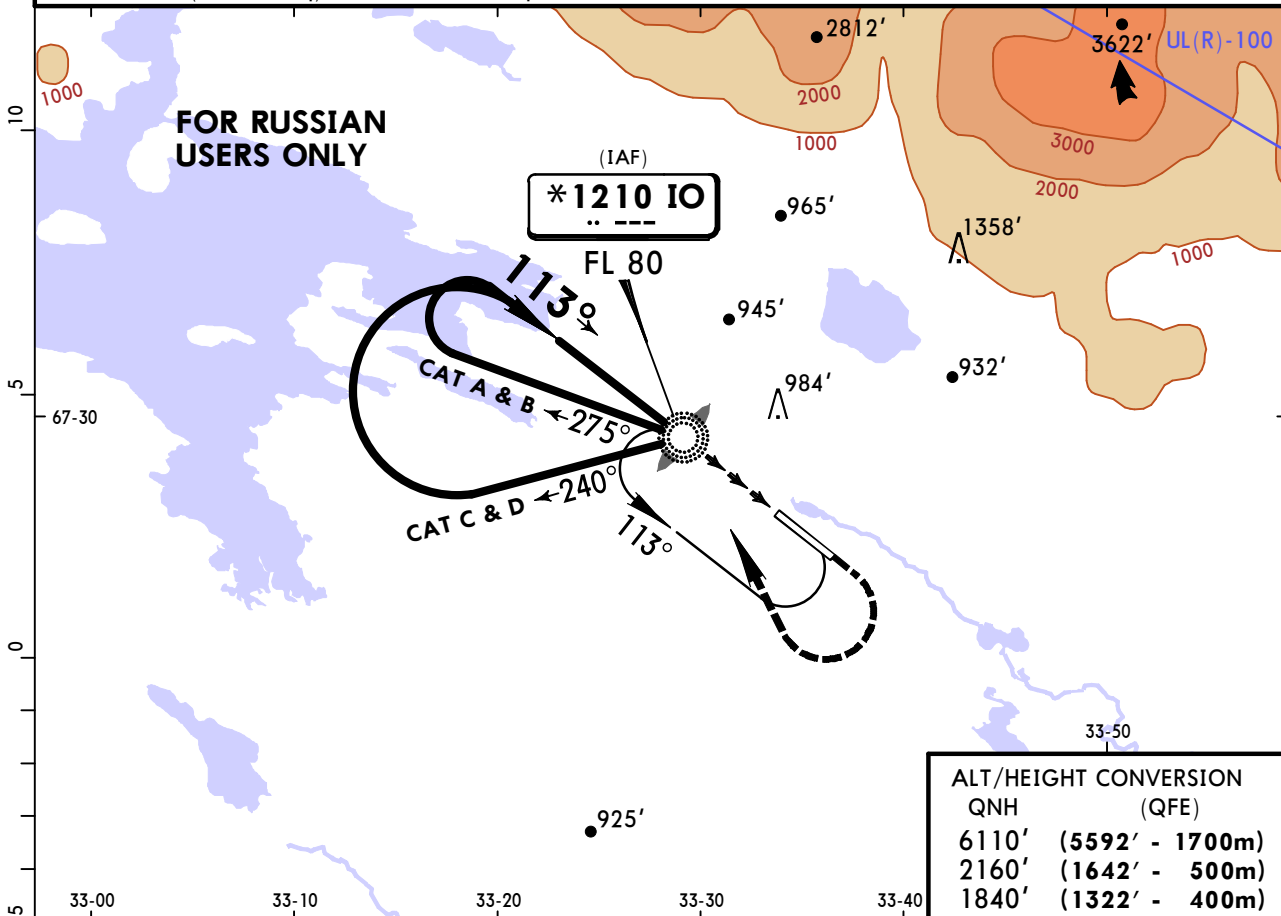 2812'
3622'
UL(R)-100
1000
2000
1000
3000
2000
1000
10
FOR RUSSIAN
USERS ONLY
(IAF)
*1210 IO
FL 80
965'
1358'
945'
932'
984'
113°
CAT A & B
275°
5
67-30
CAT C & D
240°
113°
0
33-50
925'
ALT/HEIGHT CONVERSION
QNH (QFE)
6110' (5592' - 1700m)
2160' (1642' - 500m)
1840' (1322' - 400m)
5
33-00
33-10
33-20
33-30
33-40